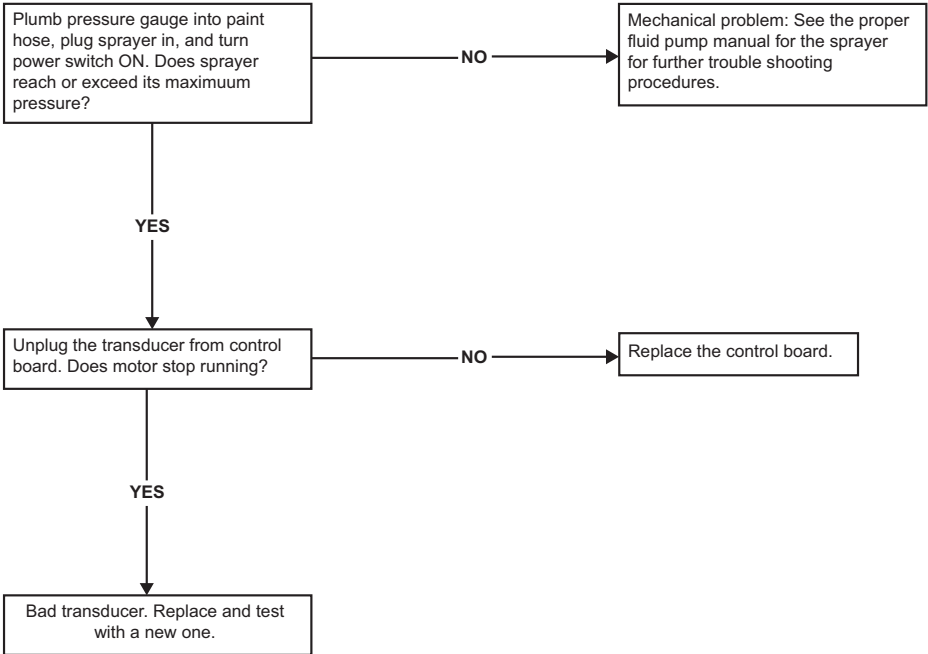 Plumb pressure gauge into paint
hose, plug sprayer in, and turn
power switch ON. Does sprayer
reach or exceed its maximuum
pressure?
NO
Mechanical problem: See the proper
fluid pump manual for the sprayer
for further trouble shooting
procedures.
YES
Unplug the transducer from control
board. Does motor stop running?
NO
Replace the control board.
YES
Bad transducer. Replace and test
with a new one.